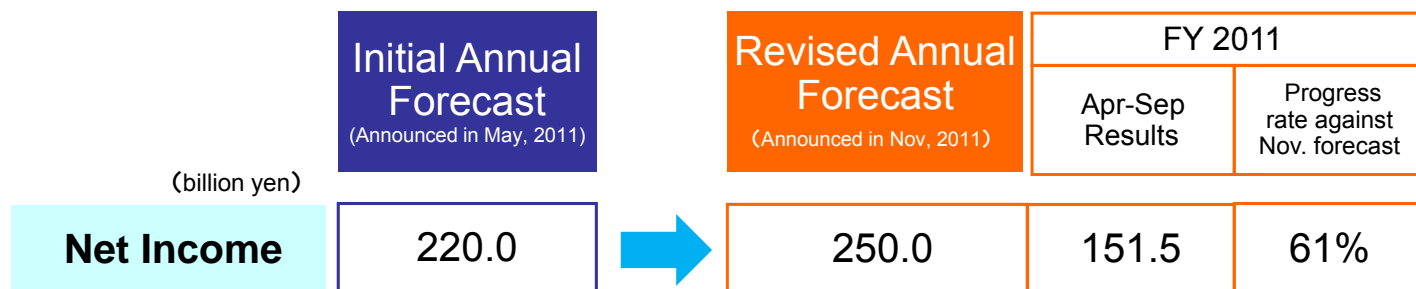 Initial Annual
Forecast
(Announced in May, 2011)
Revised Annual
Forecast
（Announced in Nov, 2011）
FY 2011
Apr-Sep
Results
Progress
rate against
Nov. forecast
（billion yen）
Net Income
220.0
250.0
151.5
61%